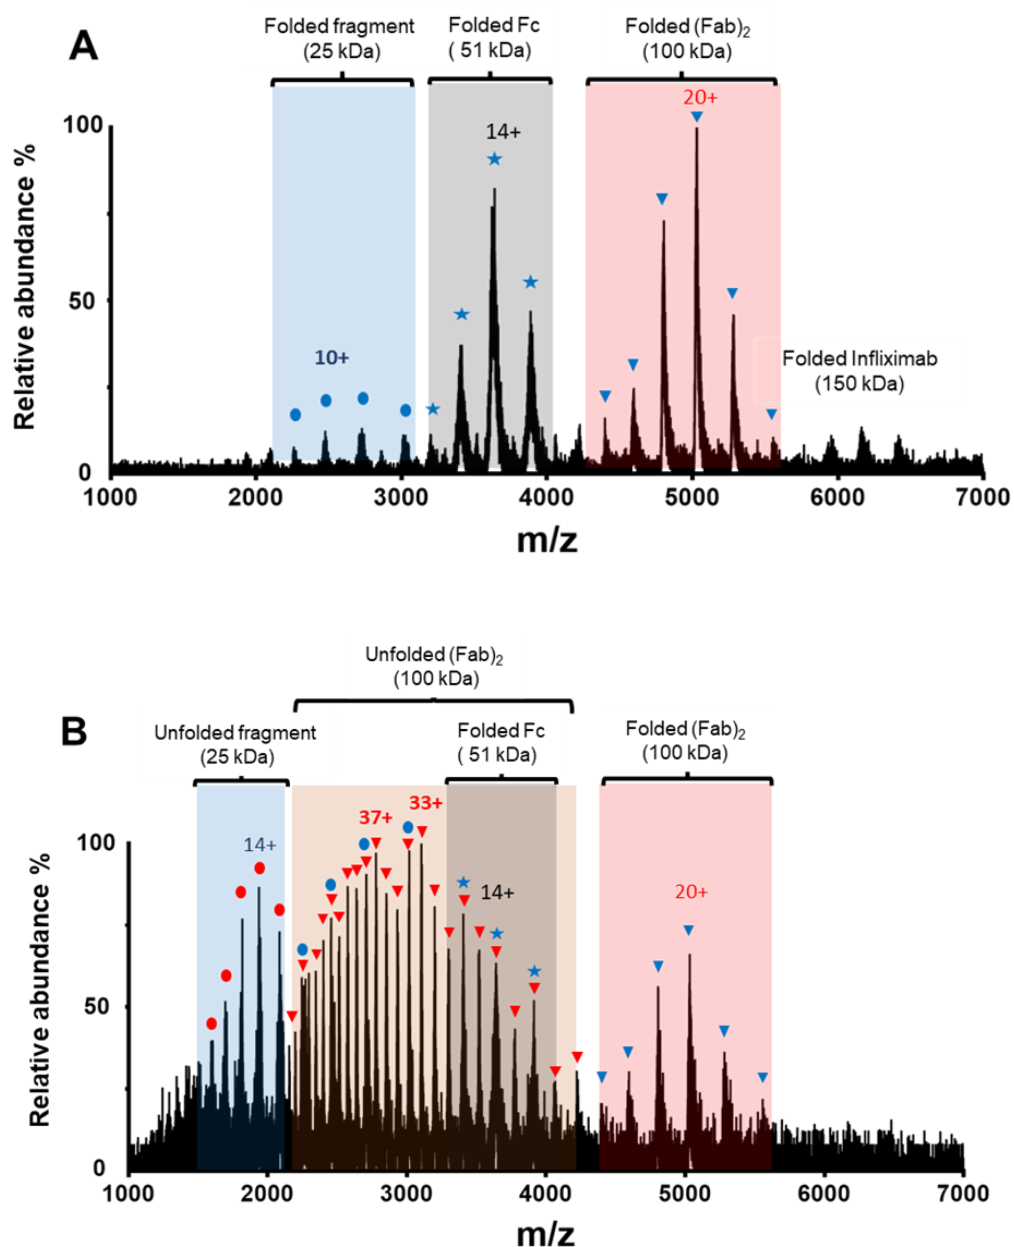 A
Folded fragment
(25 kDa)
Folded Fc
( 51 kDa)
Folded (Fab)2
(100 kDa)
20+
14+
10+
Folded Infliximab
(150 kDa)
Relative abundance %
100
50
0
1000 2000 3000 4000 5000 6000 7000
m/z
Unfolded (Fab)2
(100 kDa)
B
Unfolded fragment
(25 kDa)
Folded Fc
( 51 kDa)
Folded (Fab)2
(100 kDa)
14+
37+
33+
14+
20+
Relative abundance %
100
50
0
1000 2000 3000 4000 5000 6000 7000
m/z